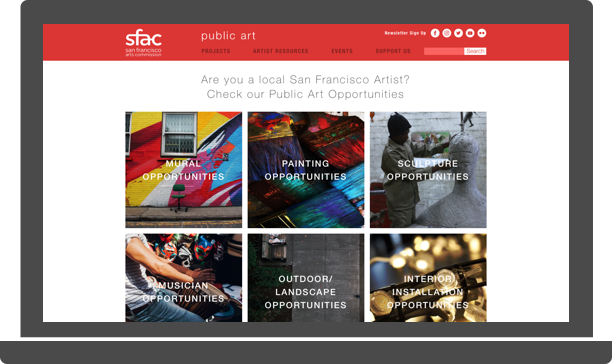 sfac
san francisco
arts commission
public art
Newsletter Sign Up
PROJECTS
ARTIST RESOURCES
EVENTS
SUPPORT US
Search
Are you a local San Francisco Artist?
Check our Public Art Opportunities
MURAL
OPPORTUNITIES
PAINTING
OPPORTUNITIES
SCULPTURE
OPPORTUNITIES
MUSICIAN
OPPORTUNITIES
OUTDOOR/
LANDSCAPE
OPPORTUNITIES
INTERIOR/
INSTALLATION
OPPORTUNITIES